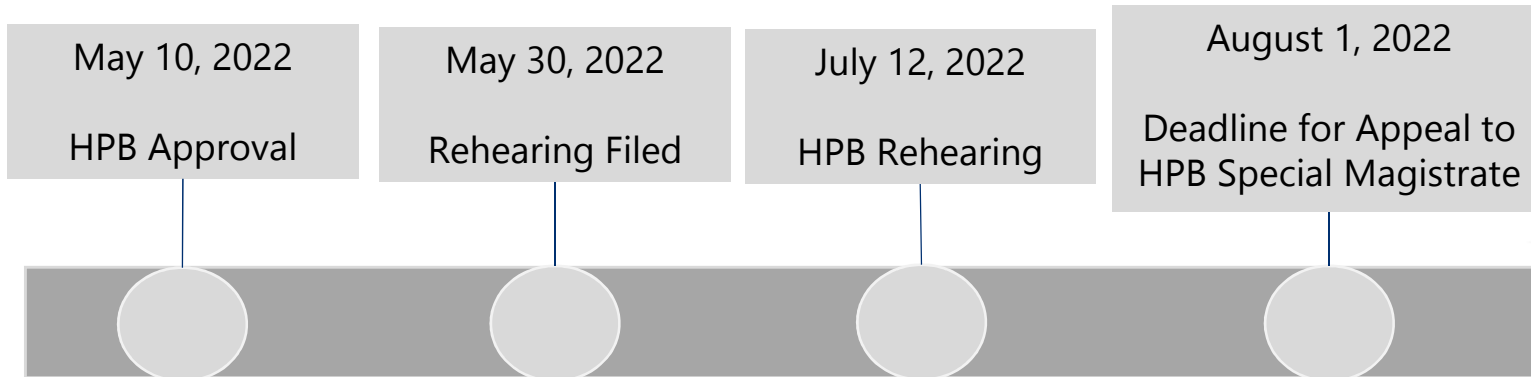 May 10, 2022
HPB Approval
May 30, 2022
Rehearing Filed
July 12, 2022
HPB Rehearing
August 1, 2022
Deadline for Appeal to
HPB Special Magistrate